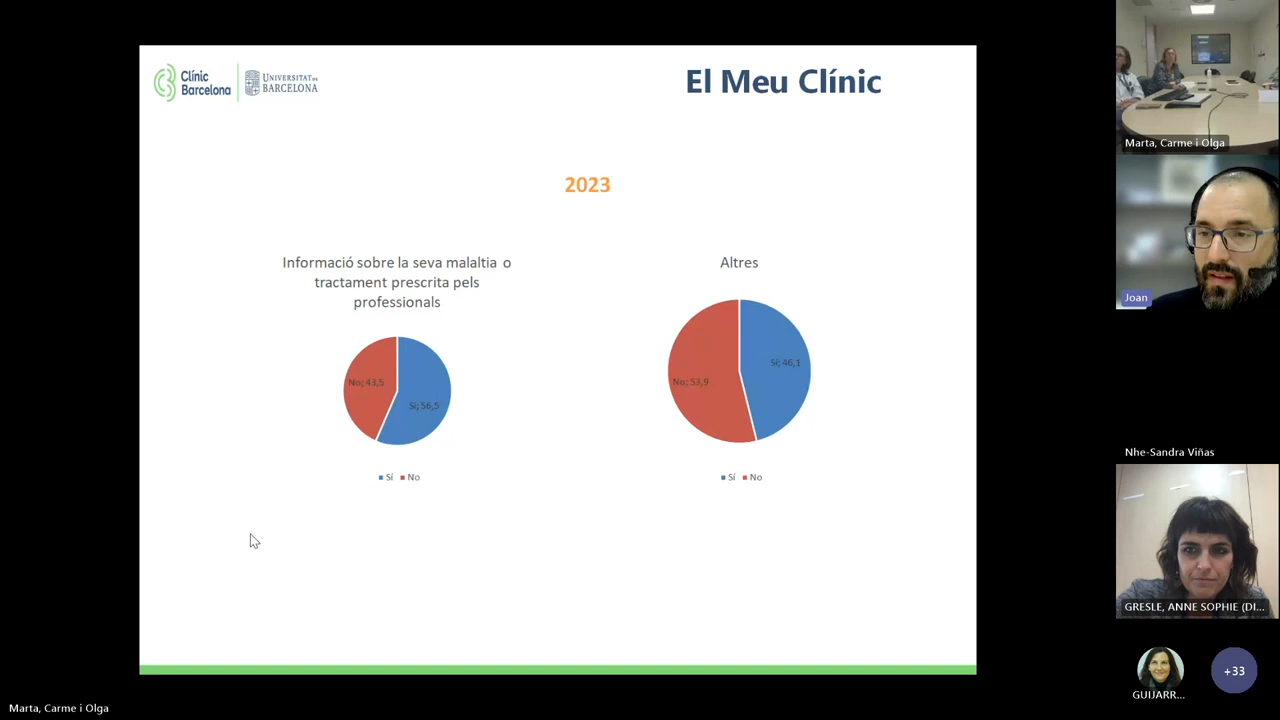 Clínic
Barcelona
UNIVERSITAT DE
BARCELONA
El Meu Clínic
2023
Informació sobre la seva malaltia o
tractament prescrita pels
professionals
No; 43,5
Sí; 56,5
Sí No
Altres
Sí; 46,1
No; 53,9
Sí No
Marta, Carme i Olga
Joan
Nhe-Sandra Viñas
GRESLE, ANNE SOPHIE (DI...
GUIJARR...
+33
Marta, Carme i Olga